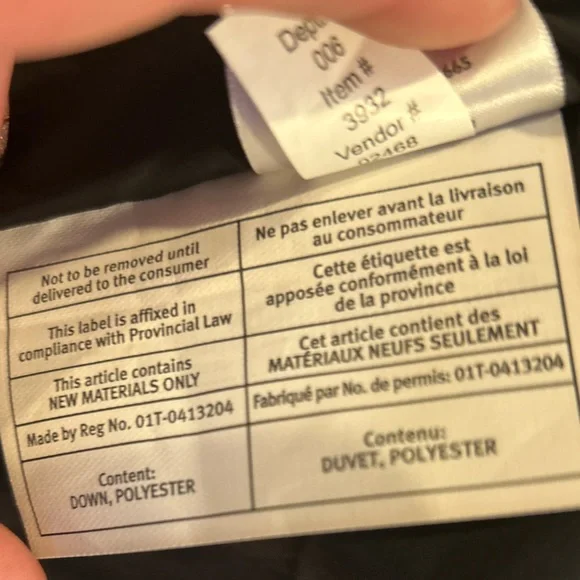 006
Item #
3932
Vendor #
665
Not to be removed until
delivered to the consumer
Ne pas enlever avant la livraison
au consommateur
This label is affixed in
compliance with Provincial Law
Cette étiquette est
apposée conformément à la loi
de la province
This article contains
NEW MATERIALS ONLY
Cet article contient des
MATÉRIAUX NEUFS SEULEMENT
Made by Reg No. 01T-0413204
Fabriqué par No. de permis: 01T-0413204
Content:
DOWN, POLYESTER
Contenu:
DUVET, POLYESTER